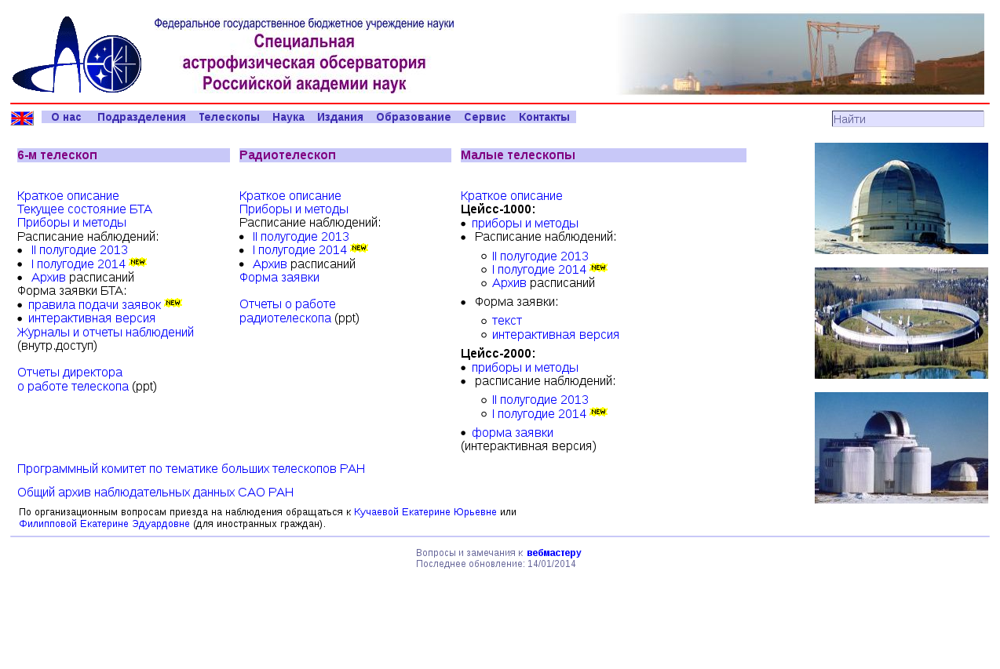 Федеральное государственное бюджетное учреждение науки
Специальная
астрофизическая обсерватория
Российской академии наук
О нас Подразделения Телескопы Наука Издания Образование Сервис Контакты
Найти
6-м телескоп
Краткое описание
Текущее состояние БТА
Приборы и методы
Расписание наблюдений:
• II полугодие 2013
• I полугодие 2014 NEW
• Архив расписаний
Форма заявки БТА:
• правила подачи заявок NEW
• интерактивная версия
Журналы и отчеты наблюдений
(внутр.доступ)
Отчеты директора
о работе телескопа (ppt)
Радиотелескоп
Краткое описание
Приборы и методы
Расписание наблюдений:
• II полугодие 2013
• I полугодие 2014 NEW
• Архив расписаний
Форма заявки
Отчеты о работе
радиотелескопа (ppt)
Малые телескопы
Краткое описание
Цейсс-1000:
• приборы и методы
• Расписание наблюдений:
○ II полугодие 2013
○ I полугодие 2014 NEW
○ Архив расписаний
• Форма заявки:
○ текст
○ интерактивная версия
Цейсс-2000:
• приборы и методы
• расписание наблюдений:
○ II полугодие 2013
○ I полугодие 2014 NEW
• форма заявки
(интерактивная версия)
Программный комитет по тематике больших телескопов РАН
Общий архив наблюдательных данных САО РАН
По организационным вопросам приезда на наблюдения обращаться к Кучаевой Екатерине Юрьевне или
Филипповой Екатерине Эдуардовне (для иностранных граждан).
Вопросы и замечания к вебмастеру
Последнее обновление: 14/01/2014